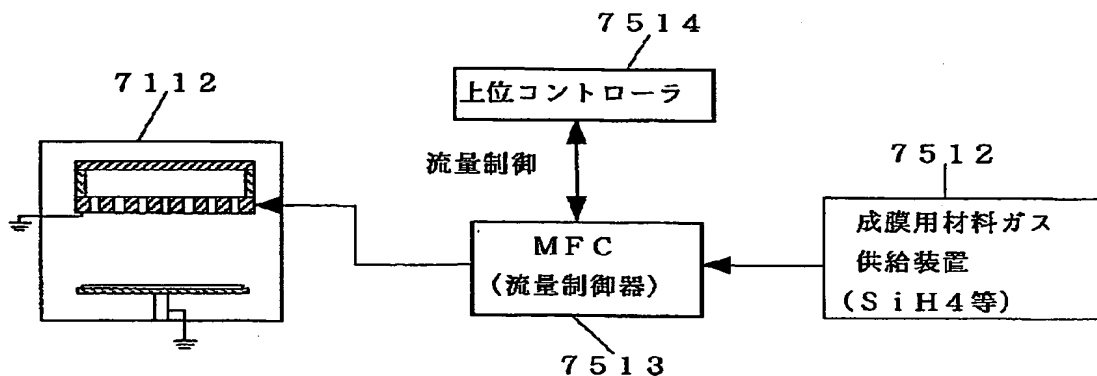 7514
7112
上位コントローラ
流量制御
7512
MFC
(流量制御器)
成膜用材料ガス
供給装置
(SiH4等)
7513